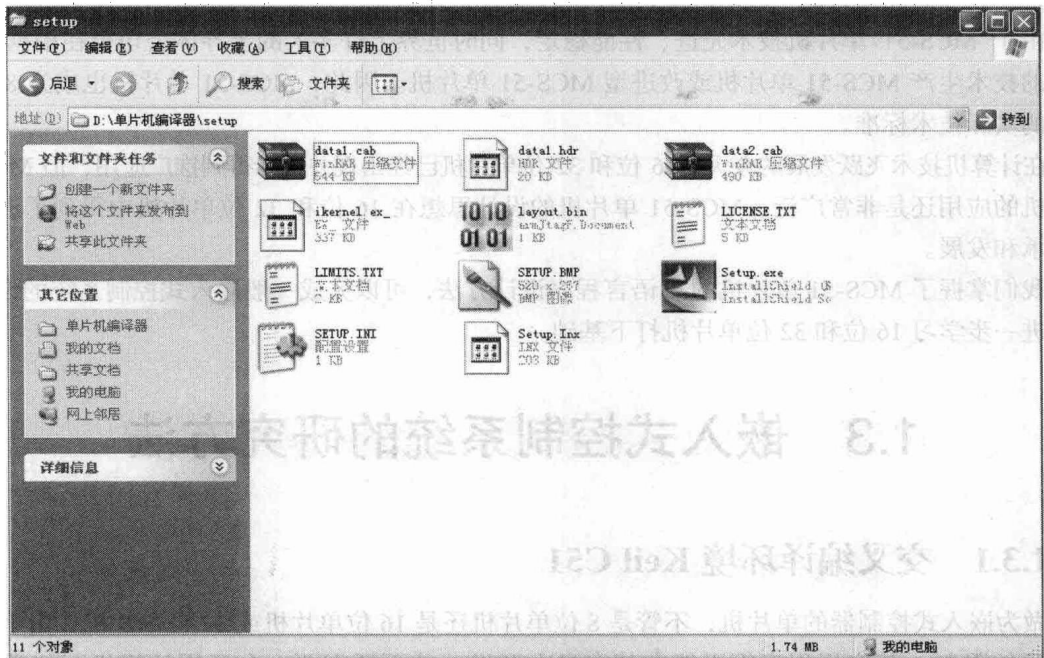 setup
文件(F) 编辑(E) 查看(V) 收藏(A) 工具(T) 帮助(H)
后退 搜索 文件夹
地址(D) D:\单片机编译器\setup 转到
文件和文件夹任务
创建一个新文件夹
将这个文件夹发布到
Web
共享此文件夹
其它位置
单片机编译器
我的文档
共享文档
我的电脑
网上邻居
详细信息
data1.cab
WinRAR 压缩文件
544 KB
data1.hdr
HDR 文件
20 KB
data2.cab
WinRAR 压缩文件
490 KB
ikernel.ex_
EX_ 文件
337 KB
layout.bin
1 KB
LICENSE.TXT
文本文档
5 KB
LIMITS.TXT
文本文档
2 KB
SETUP.BMP
BMP 图像
Setup.exe
InstallShield (R)
InstallShield Se
SETUP.INI
配置设置
1 KB
Setup.Inx
INX 文件
203 KB
11 个对象 1.74 MB 我的电脑
1.3 嵌入式控制系统的研究方法
1.3.1 交叉编译环境 Keil C51